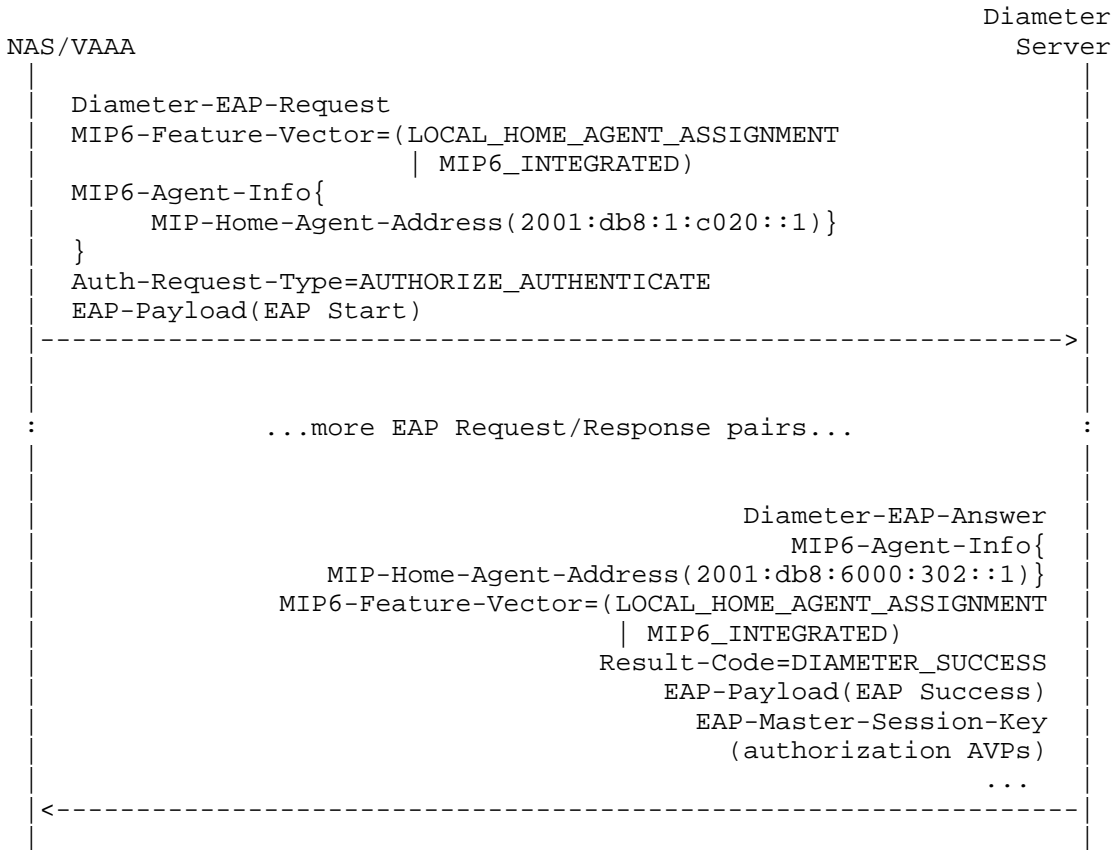 Diameter
NAS/VAAA                                                       Server
 |                                                                  |
 |  Diameter-EAP-Request                                            |
 |  MIP6-Feature-Vector=(LOCAL_HOME_AGENT_ASSIGNMENT                |
 |                       | MIP6_INTEGRATED)                         |
 |  MIP6-Agent-Info{                                                |
 |       MIP-Home-Agent-Address(2001:db8:1:c020::1)}                |
 |  }                                                               |
 |  Auth-Request-Type=AUTHORIZE_AUTHENTICATE                        |
 |  EAP-Payload(EAP Start)                                          |
 |---------------------------------------------------------------->|
 |                                                                  |
 |                                                                  |
 :              ...more EAP Request/Response pairs...               :
 |                                                                  |
 |                                                                  |
 |                                            Diameter-EAP-Answer   |
 |                                               MIP6-Agent-Info{   |
 |                  MIP-Home-Agent-Address(2001:db8:6000:302::1)}   |
 |               MIP6-Feature-Vector=(LOCAL_HOME_AGENT_ASSIGNMENT   |
 |                                    | MIP6_INTEGRATED)            |
 |                                   Result-Code=DIAMETER_SUCCESS   |
 |                                       EAP-Payload(EAP Success)   |
 |                                         EAP-Master-Session-Key   |
 |                                           (authorization AVPs)   |
 |                                                           ...    |
 |<----------------------------------------------------------------|
 |                                                                  |